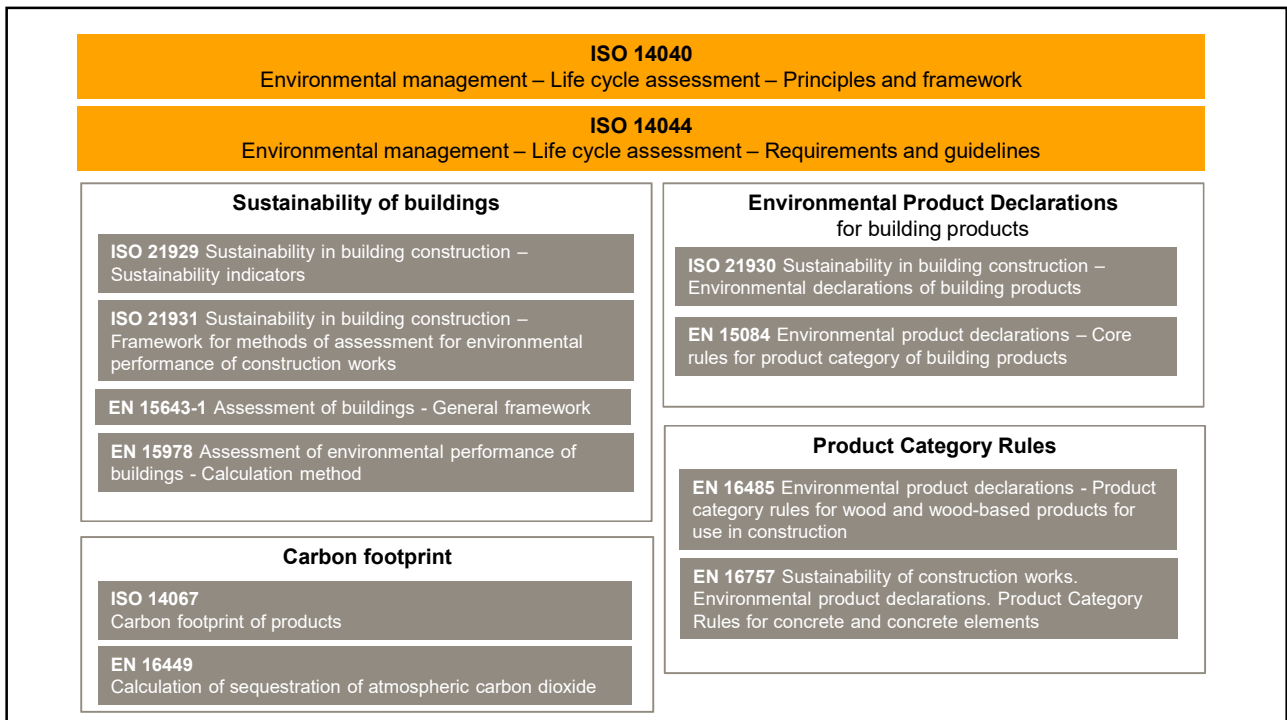 ISO 14040
Environmental management – Life cycle assessment – Principles and framework
ISO 14044
Environmental management – Life cycle assessment – Requirements and guidelines
Sustainability of buildings
ISO 21929 Sustainability in building construction –
Sustainability indicators
ISO 21931 Sustainability in building construction –
Framework for methods of assessment for environmental
performance of construction works
EN 15643-1 Assessment of buildings - General framework
EN 15978 Assessment of environmental performance of
buildings - Calculation method
Carbon footprint
ISO 14067
Carbon footprint of products
EN 16449
Calculation of sequestration of atmospheric carbon dioxide
Environmental Product Declarations
for building products
ISO 21930 Sustainability in building construction –
Environmental declarations of building products
EN 15084 Environmental product declarations – Core
rules for product category of building products
Product Category Rules
EN 16485 Environmental product declarations - Product
category rules for wood and wood-based products for
use in construction
EN 16757 Sustainability of construction works.
Environmental product declarations. Product Category
Rules for concrete and concrete elements